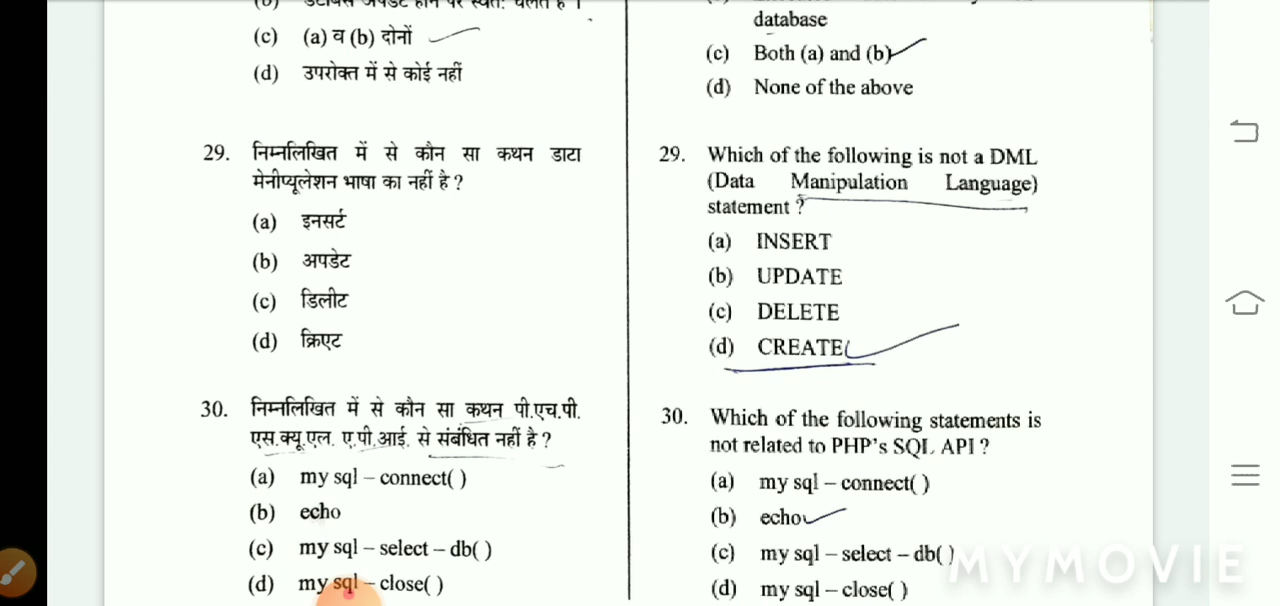 (c) (a) व (b) दोनों
(d) उपरोक्त में से कोई नहीं
29. निम्नलिखित में से कौन सा कथन डाटा
मेनीप्यूलेशन भाषा का नहीं है ?
(a) इनसर्ट
(b) अपडेट
(c) डिलीट
(d) क्रिएट
30. निम्नलिखित में से कौन सा कथन पी.एच.पी.
एस.क्यू.एल. ए.पी.आई. से संबंधित नहीं है ?
(a) my sql – connect( )
(b) echo
(c) my sql – select – db( )
(d) my sql – close( )
database
(c) Both (a) and (b)
(d) None of the above
29. Which of the following is not a DML
(Data Manipulation Language)
statement ?
(a) INSERT
(b) UPDATE
(c) DELETE
(d) CREATE
30. Which of the following statements is
not related to PHP's SQL API ?
(a) my sql – connect( )
(b) echo
(c) my sql – select – db( )
(d) my sql – close( )
MYMOVIE